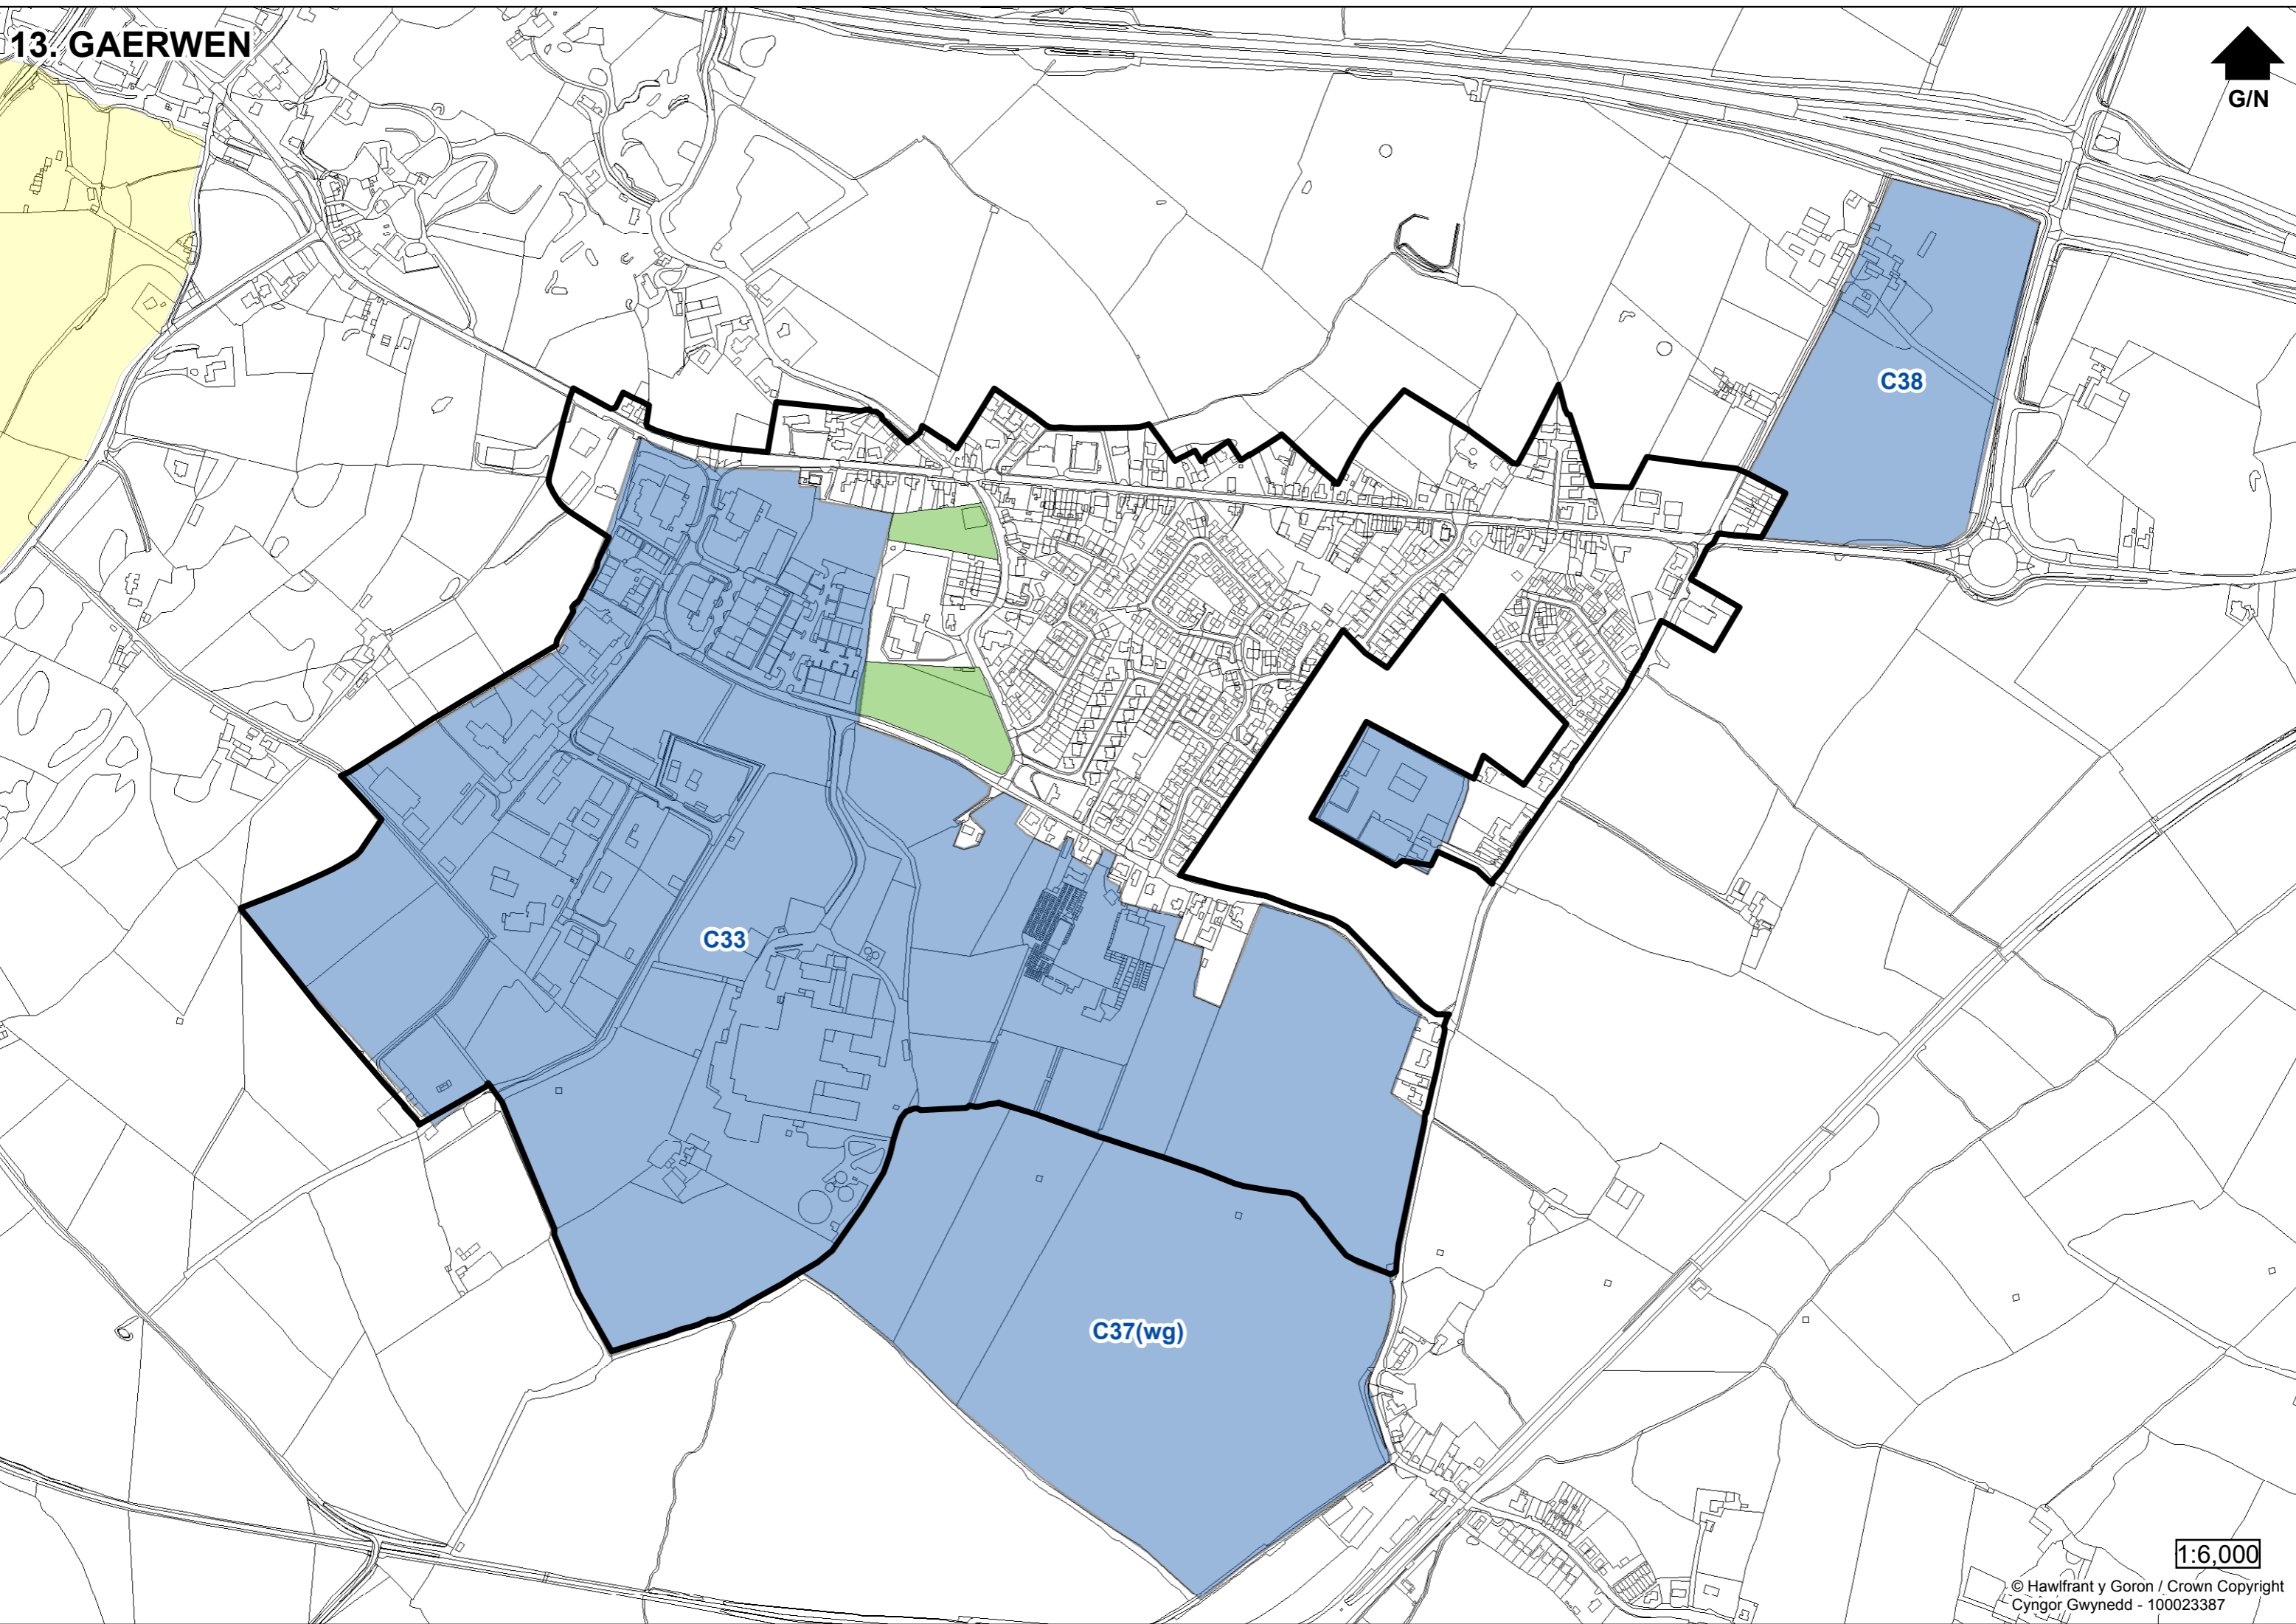 13. GAERWEN
G/N
C38
C33
C37(wg)
1:6,000
© Hawlfraint y Goron / Crown Copyright
Cyngor Gwynedd - 100023387